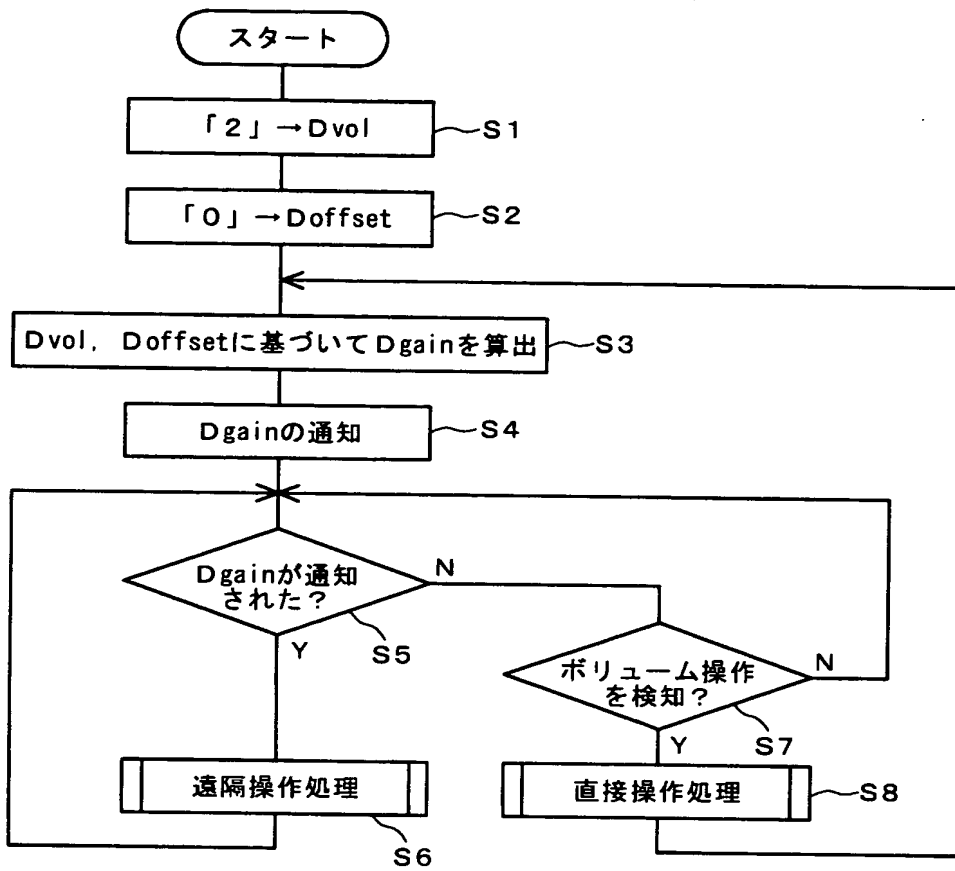 スタート
「2」→Dvol
S1
「0」→Doffset
S2
Dvol, Doffsetに基づいてDgainを算出
S3
Dgainの通知
S4
Dgainが通知
された?
N
Y
S5
ボリューム操作
を検知?
N
Y
S7
遠隔操作処理
S6
直接操作処理
S8